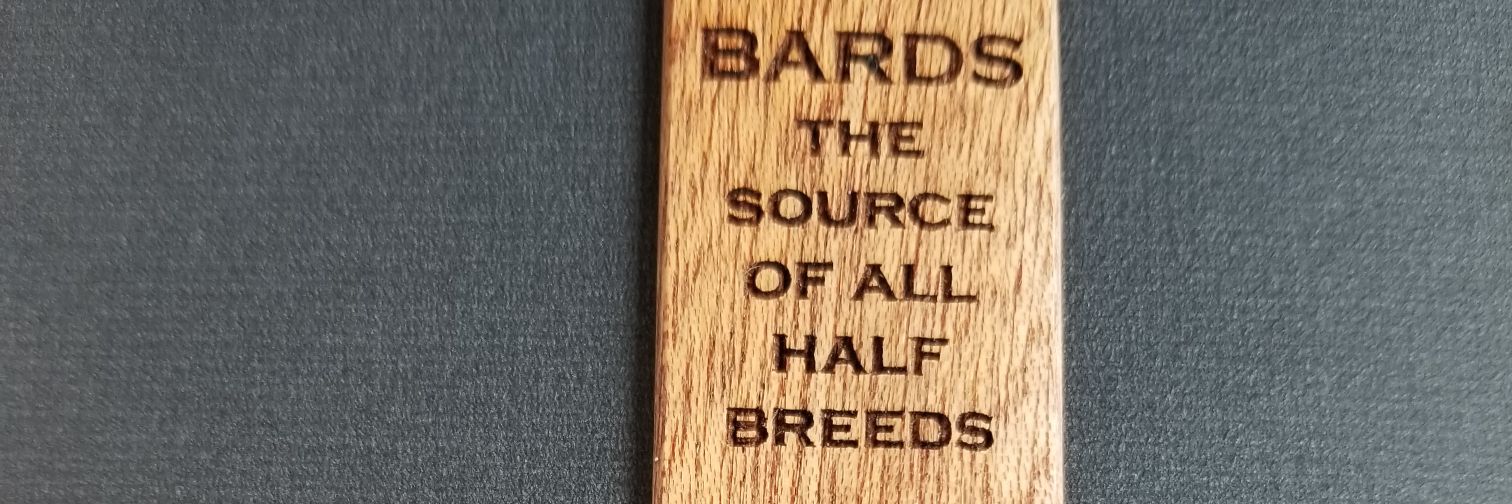 BARDS
THE
SOURCE
OF ALL
HALF
BREEDS